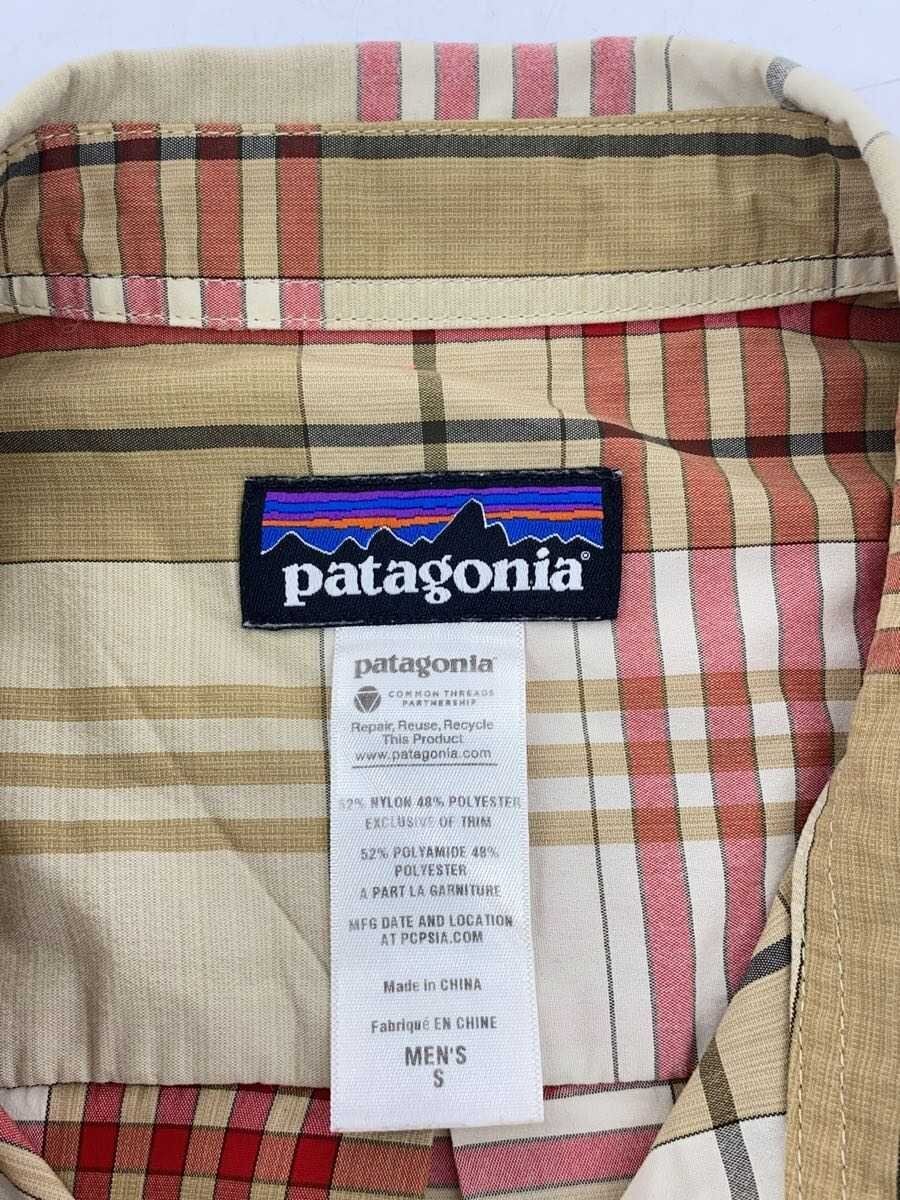 patagonia®
patagonia®
COMMON THREADS
PARTNERSHIP
Repair, Reuse, Recycle
This Product
www.patagonia.com
52% NYLON 48% POLYESTER
EXCLUSIVE OF TRIM
52% POLYAMIDE 48%
POLYESTER
A PART LA GARNITURE
MFG DATE AND LOCATION
AT PCPSIA.COM
Made in CHINA
Fabriqué EN CHINE
MEN'S
S